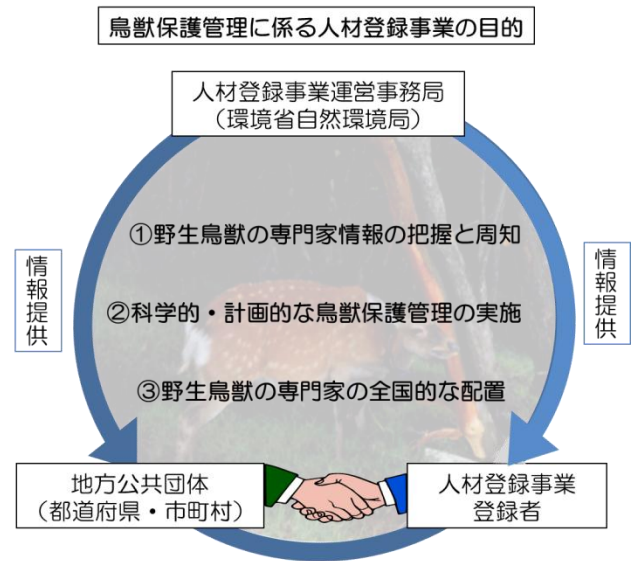 鳥獣保護管理に係る人材登録事業の目的
人材登録事業運営事務局
（環境省自然環境局）
①野生鳥獣の専門家情報の把握と周知
情報提供
情報提供
②科学的・計画的な鳥獣保護管理の実施
③野生鳥獣の専門家の全国的な配置
地方公共団体
（都道府県・市町村）
人材登録事業
登録者